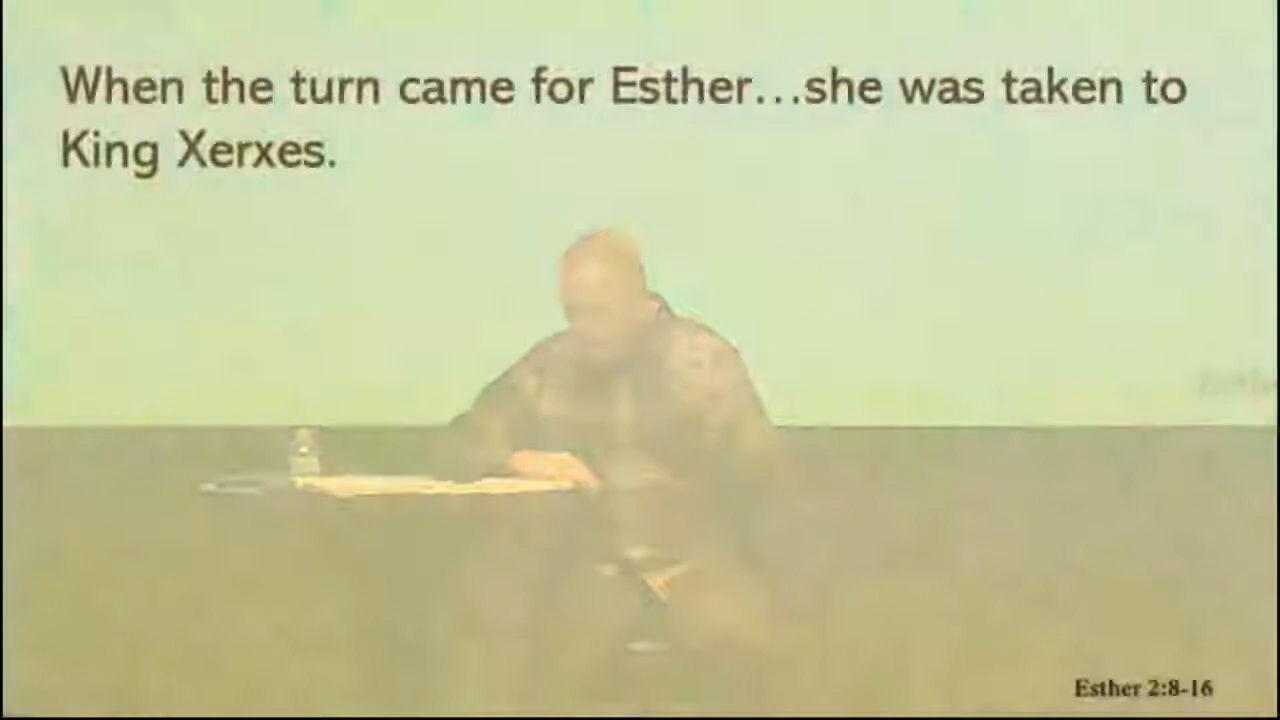 When the turn came for Esther...she was taken to
King Xerxes.
Esther 2:8-16